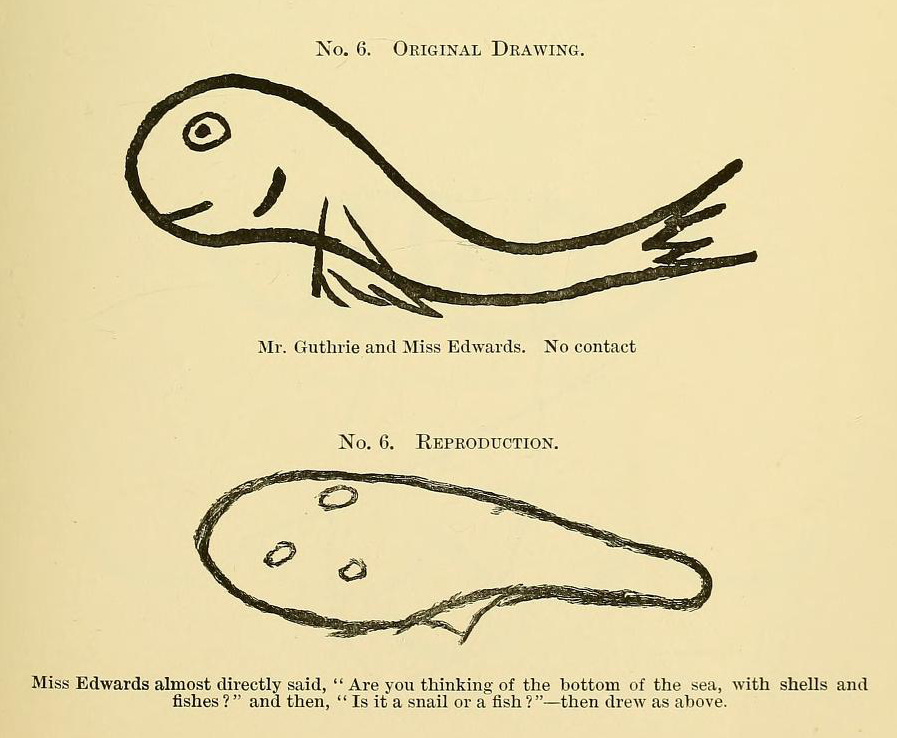 No. 6. Original Drawing.
Mr. Guthrie and Miss Edwards. No contact
No. 6. Reproduction.
Miss Edwards almost directly said, “Are you thinking of the bottom of the sea, with shells and
fishes?” and then, “Is it a snail or a fish?”—then drew as above.